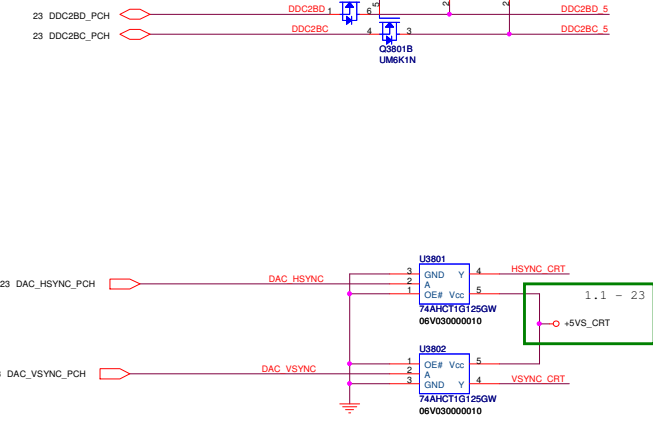 23 DDC2BD_PCH DDC2BD 1 6 5 2 2 DDC2BD_5
23 DDC2BC_PCH DDC2BC 4 3 DDC2BC_5
Q3801B
UM6K1N
U3801
3 GND Y 4 HSYNC_CRT
23 DAC_HSYNC_PCH DAC_HSYNC 2 A
1 OE# Vcc 5
1.1 - 23
74AHCT1G125GW
06V030000010
+5VS_CRT
U3802
1 OE# Vcc 5
DAC_VSYNC_PCH DAC_VSYNC 2 A
3 GND Y 4 VSYNC_CRT
74AHCT1G125GW
06V030000010